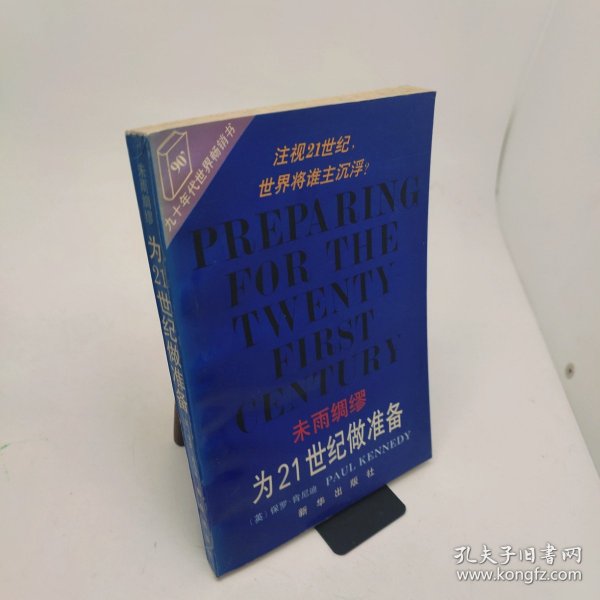 90'
九十年代世界畅销书
注视21世纪，
世界将谁主沉浮？
PREPARING
FOR THE
TWENTY
FIRST
CENTURY
未雨绸缪
为21世纪做准备
PAUL KENNEDY
（英）保罗·肯尼迪
新华出版社
未雨绸缪
为21世纪做准备
孔夫子旧书网
www.kongfz.com